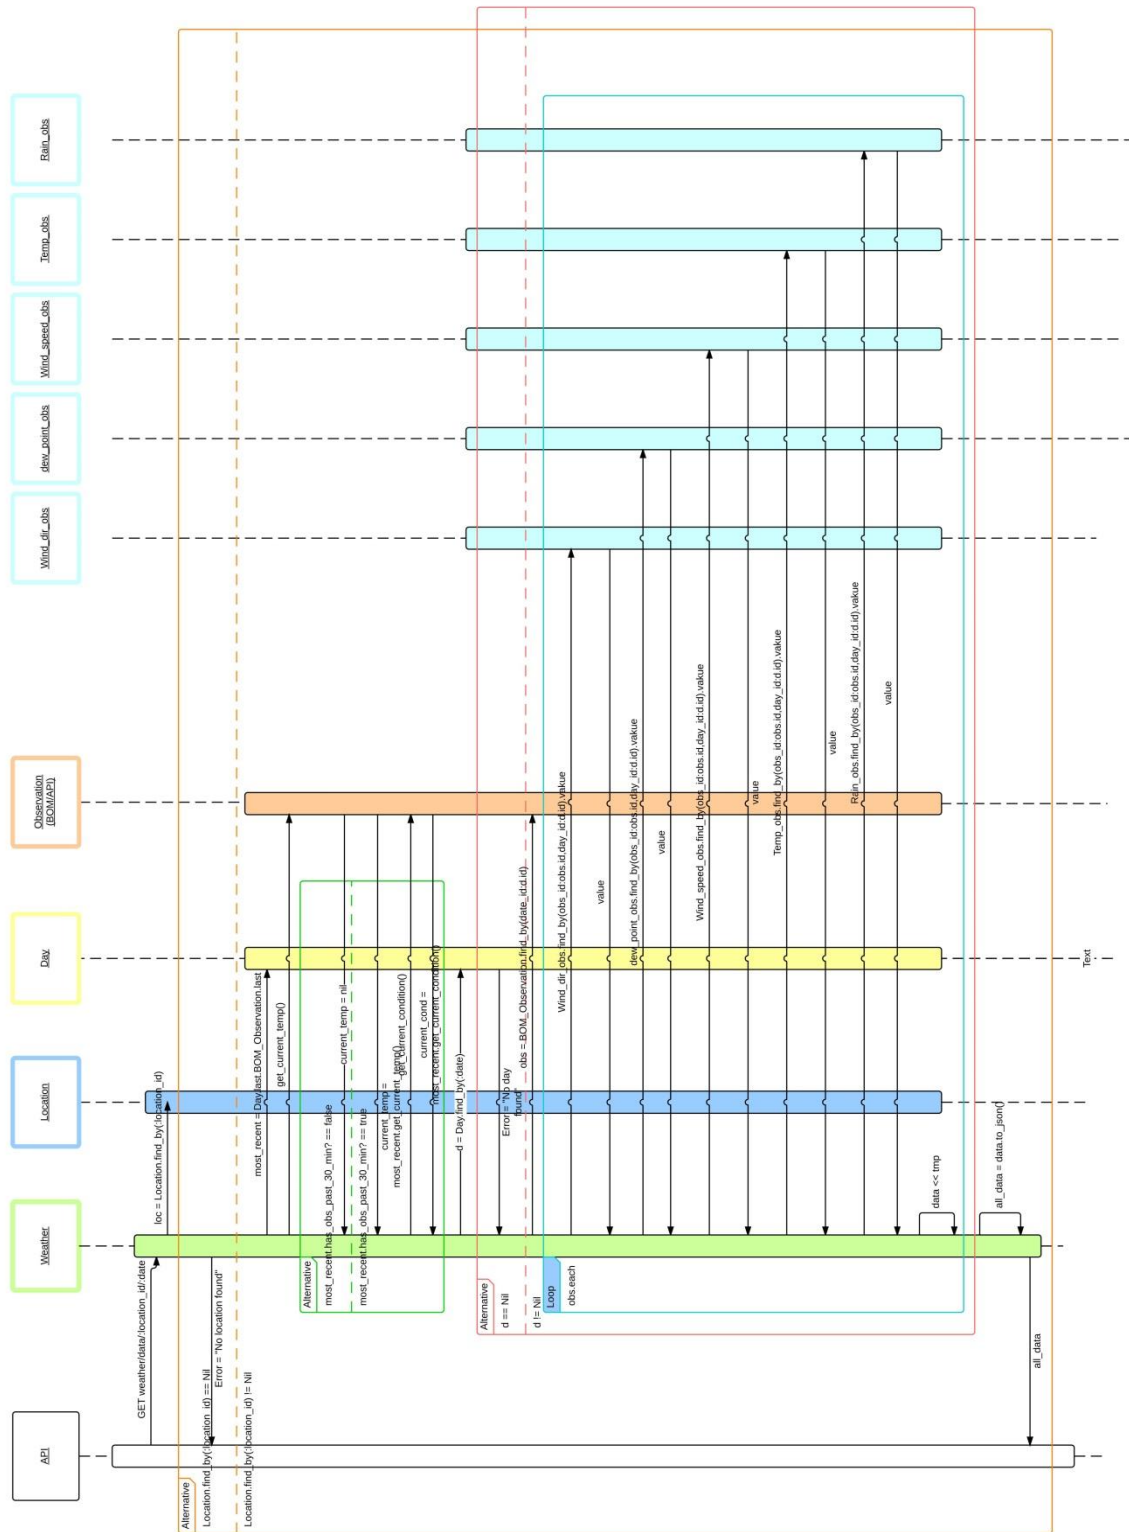 API
Weather
Location
Day
Observation
(BOM/API)
Wind_dir_obs
dew_point_obs
Wind_speed_obs
Temp_obs
Rain_obs
GET weather/data/:location_id/:date
loc = Location.find_by(:location_id)
Alternative
Location.find_by(:location_id) == Nil
Error = "No location found"
Location.find_by(:location_id) != Nil
most_recent = Day.last.BOM_Observation.last
get_current_temp()
Alternative
most_recent.has_obs_past_30_min? == false
current_temp = nil
most_recent.has_obs_past_30_min? == true
current_temp =
most_recent.get_current_temp()
get_current_condition()
current_cond =
most_recent.get_current_condition()
d = Day.find_by(:date)
Alternative
d == Nil
Error = "No day
found"
d != Nil
obs = BOM_Observation.find_by(date_id:d.id)
Loop
obs.each
Wind_dir_obs.find_by(obs_id:obs.id,day_id:d.id).vakue
value
dew_point_obs.find_by(obs_id:obs.id,day_id:d.id).vakue
value
Wind_speed_obs.find_by(obs_id:obs.id,day_id:d.id).vakue
value
Temp_obs.find_by(obs_id:obs.id,day_id:d.id).vakue
value
Rain_obs.find_by(obs_id:obs.id,day_id:d.id).vakue
value
data << tmp
all_data = data.to_json()
all_data
Text